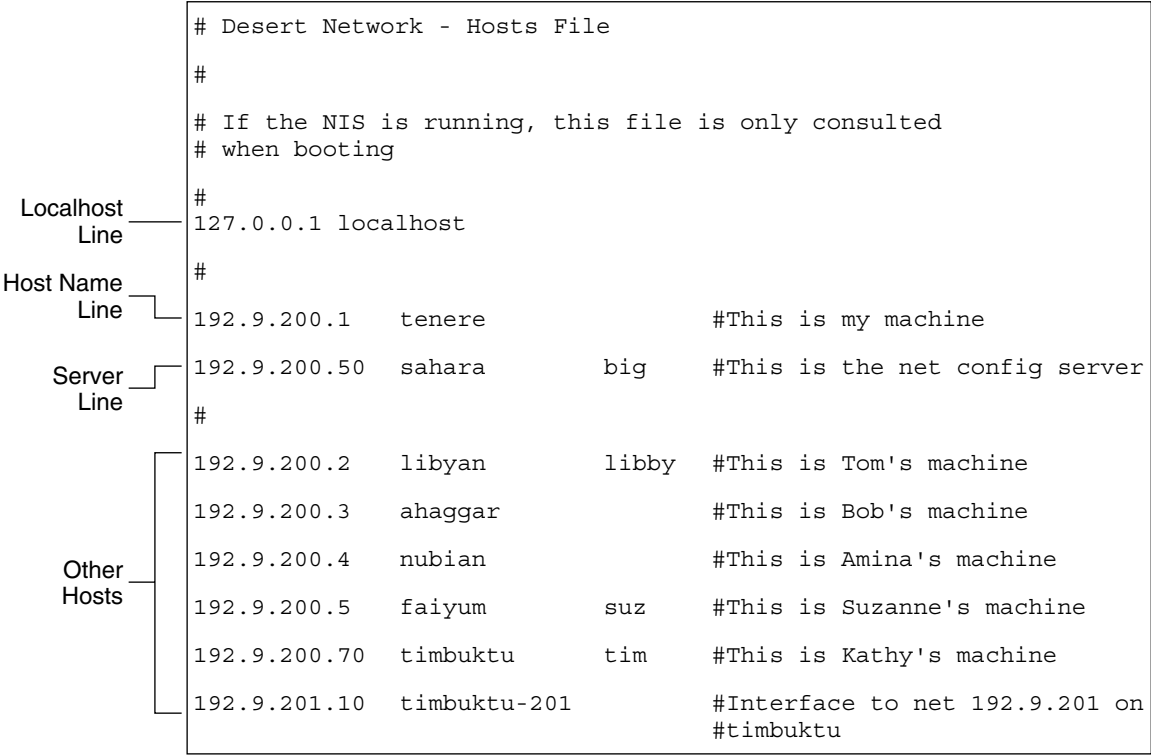 # Desert Network - Hosts File
#
# If the NIS is running, this file is only consulted
# when booting
#
Localhost
Line
127.0.0.1 localhost
#
Host Name
Line
192.9.200.1 tenere #This is my machine
Server
Line
192.9.200.50 sahara big #This is the net config server
#
Other
Hosts
192.9.200.2 libyan libby #This is Tom's machine
192.9.200.3 ahaggar #This is Bob's machine
192.9.200.4 nubian #This is Amina's machine
192.9.200.5 faiyum suz #This is Suzanne's machine
192.9.200.70 timbuktu tim #This is Kathy's machine
192.9.201.10 timbuktu-201 #Interface to net 192.9.201 on
#timbuktu